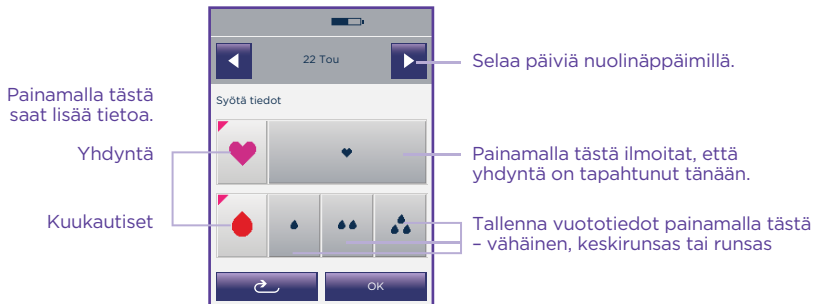 22 Tou
Selaa päiviä nuolinäppäimillä.
Painamalla tästä
saat lisää tietoa.
Syötä tiedot
Yhdyntä
Painamalla tästä ilmoitat, että
yhdyntä on tapahtunut tänään.
Kuukautiset
Tallenna vuototiedot painamalla tästä
– vähäinen, keskirunsas tai runsas
OK